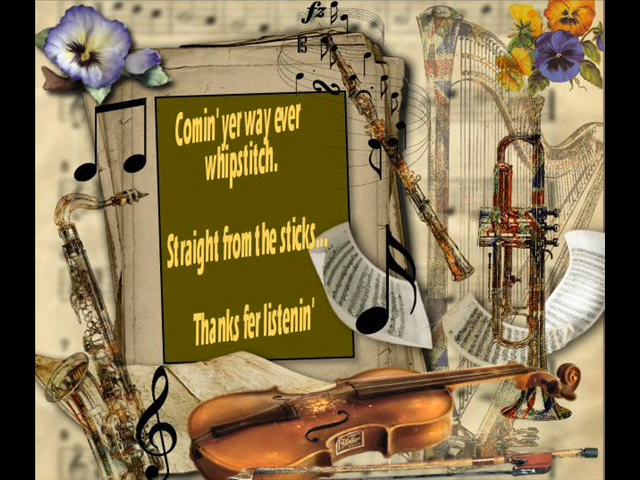 Comin' yer way ever
whipstitch.
Straight from the sticks...
Thanks fer listenin'